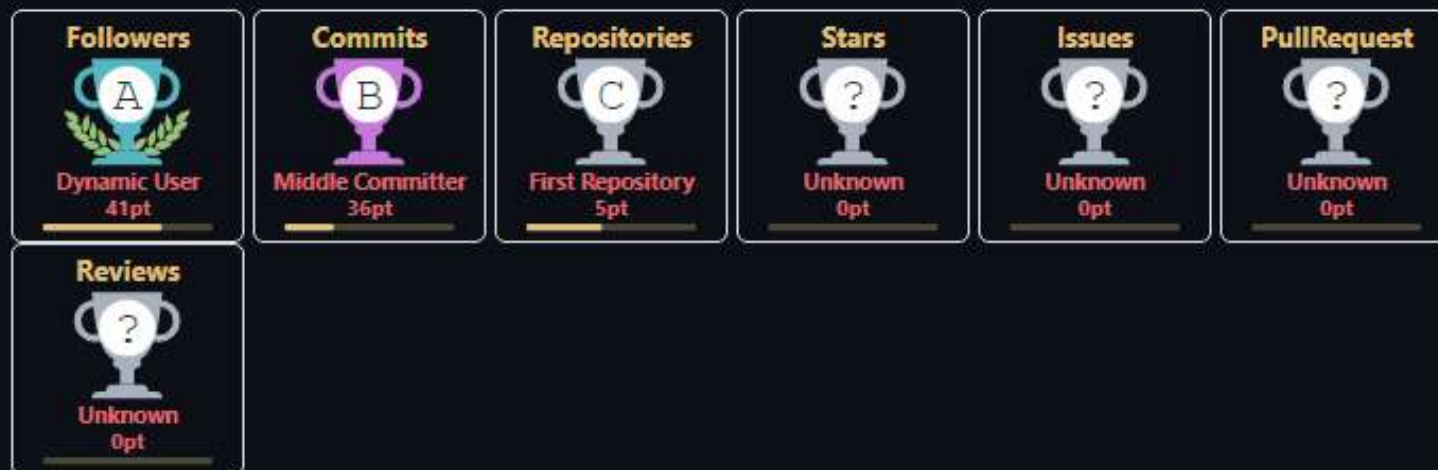 Followers
A
Dynamic User
41pt
Commits
B
Middle Committer
36pt
Repositories
C
First Repository
5pt
Stars
?
Unknown
0pt
Issues
?
Unknown
0pt
PullRequest
?
Unknown
0pt
Reviews
?
Unknown
0pt